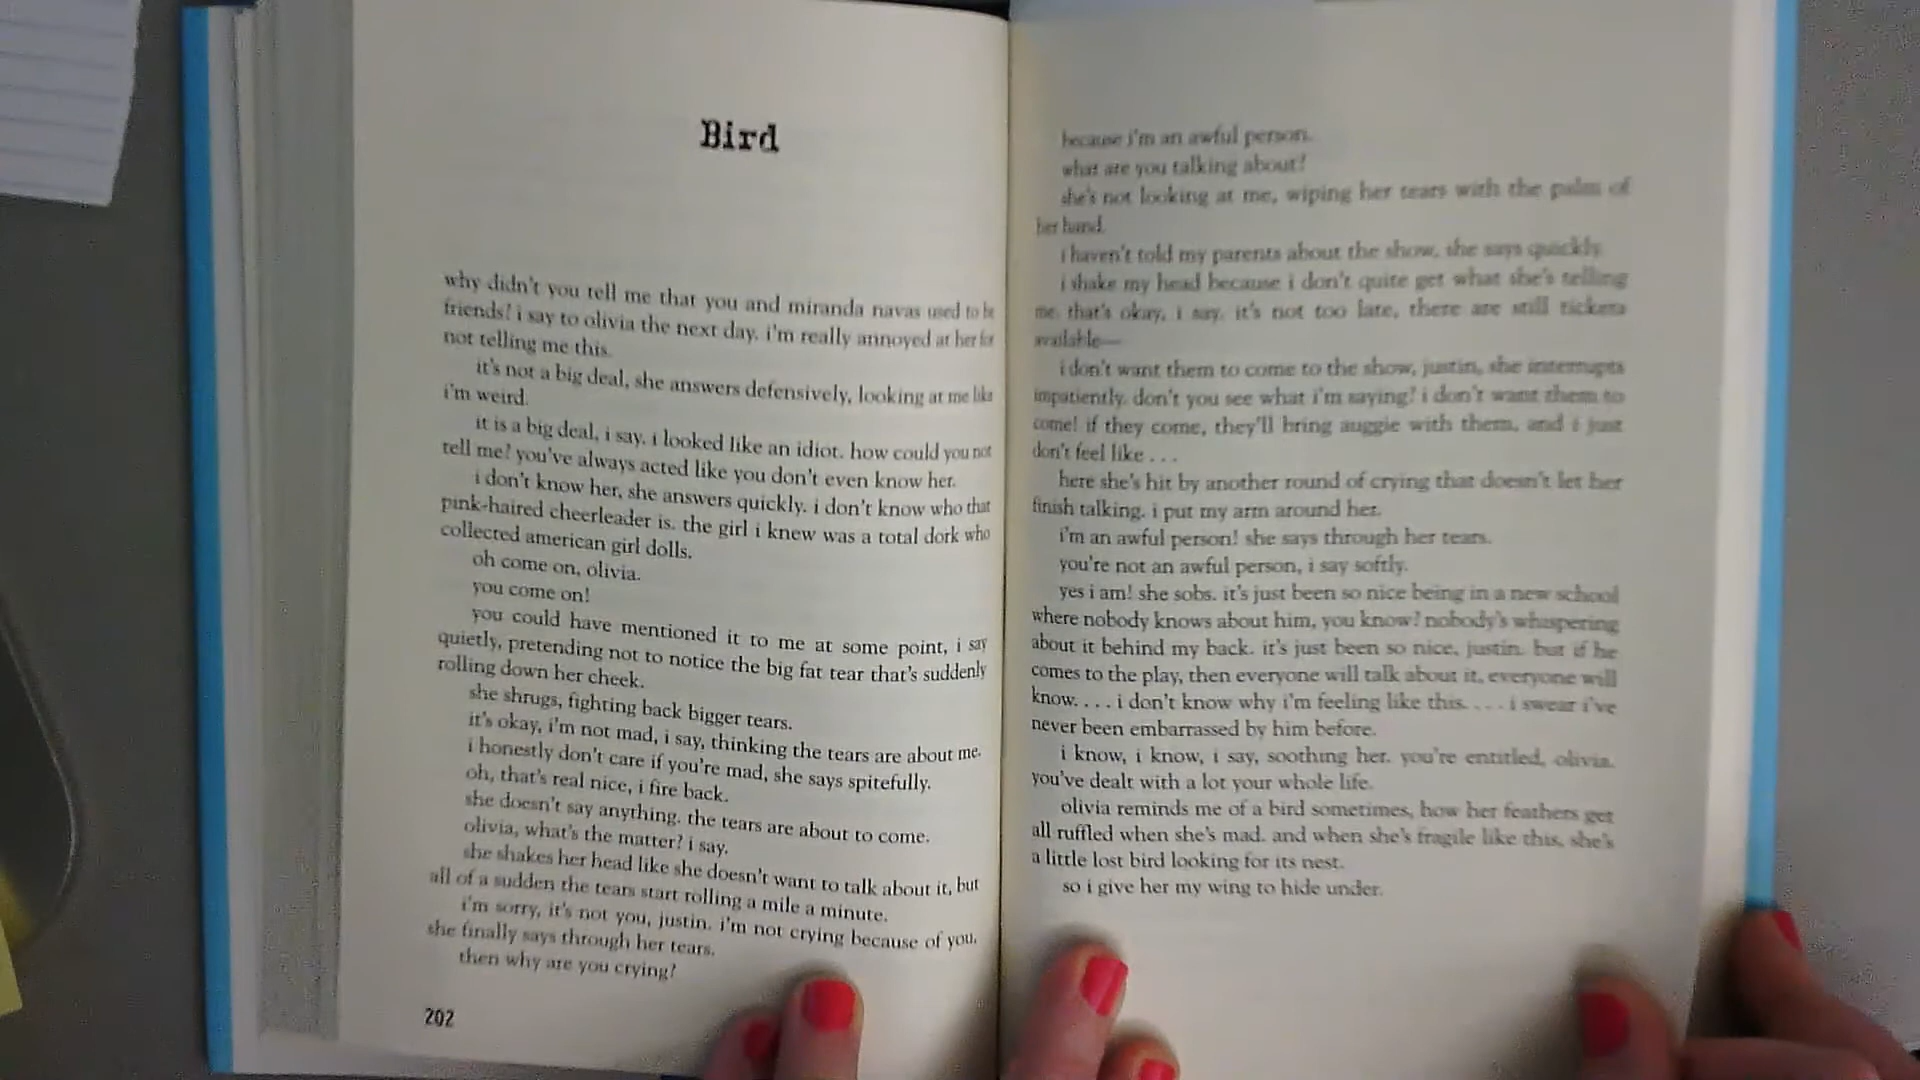 Bird
why didn't you tell me that you and miranda navas used to be
friends? i say to olivia the next day. i'm really annoyed at her for
not telling me this.
it's not a big deal, she answers defensively, looking at me like
i'm weird.
it is a big deal, i say. i looked like an idiot. how could you not
tell me? you've always acted like you don't even know her.
i don't know her, she answers quickly. i don't know who that
pink-haired cheerleader is. the girl i knew was a total dork who
collected american girl dolls.
oh come on, olivia.
you come on!
you could have mentioned it to me at some point, i say
quietly, pretending not to notice the big fat tear that's suddenly
rolling down her cheek.
she shrugs, fighting back bigger tears.
it's okay, i'm not mad, i say, thinking the tears are about me.
i honestly don't care if you're mad, she says spitefully.
oh, that's real nice, i fire back.
she doesn't say anything. the tears are about to come.
olivia, what's the matter? i say.
she shakes her head like she doesn't want to talk about it, but
all of a sudden the tears start rolling a mile a minute.
i'm sorry, it's not you, justin. i'm not crying because of you,
she finally says through her tears.
then why are you crying?
202
because i'm an awful person.
what are you talking about?
she's not looking at me, wiping her tears with the palm of
her hand.
i haven't told my parents about the show, she says quickly.
i shake my head because i don't quite get what she's telling
me. that's okay, i say. it's not too late, there are still tickets
available—
i don't want them to come to the show, justin, she interrupts
impatiently. don't you see what i'm saying? i don't want them to
come! if they come, they'll bring auggie with them, and i just
don't feel like . . .
here she's hit by another round of crying that doesn't let her
finish talking. i put my arm around her.
i'm an awful person! she says through her tears.
you're not an awful person, i say softly.
yes i am! she sobs. it's just been so nice being in a new school
where nobody knows about him, you know? nobody's whispering
about it behind my back. it's just been so nice, justin. but if he
comes to the play, then everyone will talk about it, everyone will
know. . . . i don't know why i'm feeling like this. . . . i swear i've
never been embarrassed by him before.
i know, i know, i say, soothing her. you're entitled, olivia.
you've dealt with a lot your whole life.
olivia reminds me of a bird sometimes, how her feathers get
all ruffled when she's mad. and when she's fragile like this, she's
a little lost bird looking for its nest.
so i give her my wing to hide under.